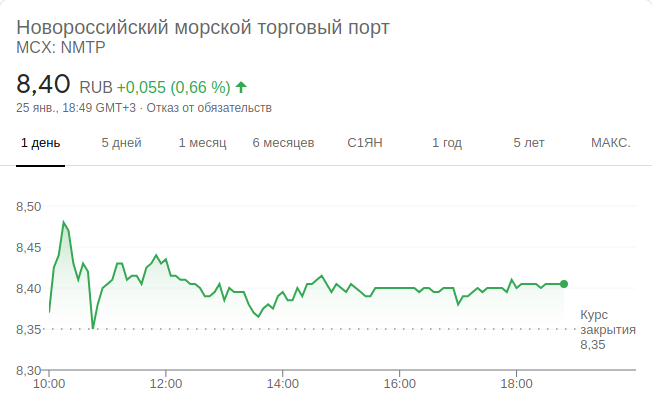 Новороссийский морской торговый порт
MCX: NMTP
8,40 RUB +0,055 (0,66 %)
25 янв., 18:49 GMT+3 · Отказ от обязательств
1 день 5 дней 1 месяц 6 месяцев С1ЯН 1 год 5 лет МАКС.
8,50
8,45
8,40
8,35
8,30
Курс
закрытия
8,35
10:00 12:00 14:00 16:00 18:00